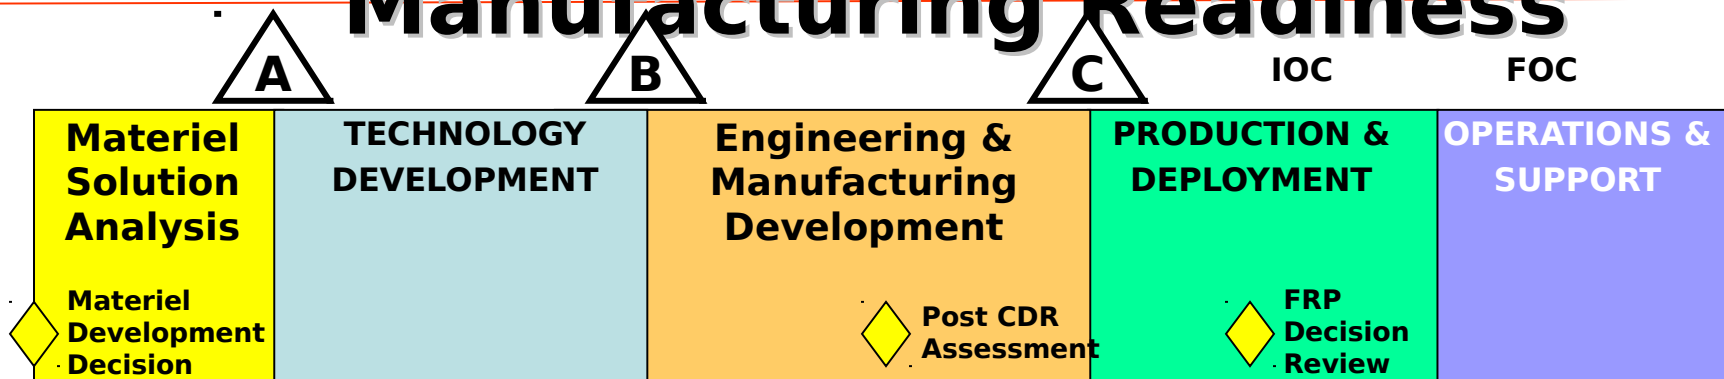 Manufacturing Readiness
A
B
C
IOC
FOC
Materiel
Solution
Analysis
TECHNOLOGY
DEVELOPMENT
Engineering &
Manufacturing
Development
PRODUCTION &
DEPLOYMENT
OPERATIONS &
SUPPORT
Materiel
Development
Decision
Post CDR
Assessment
FRP
Decision
Review